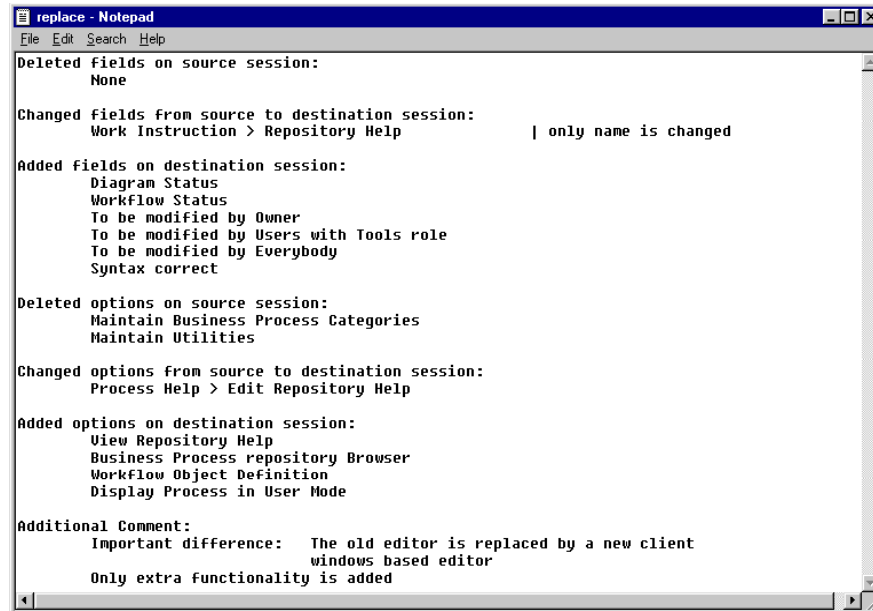 replace - Notepad
File Edit Search Help
Deleted fields on source session:
None
Changed fields from source to destination session:
Work Instruction > Repository Help | only name is changed
Added fields on destination session:
Diagram Status
Workflow Status
To be modified by Owner
To be modified by Users with Tools role
To be modified by Everybody
Syntax correct
Deleted options on source session:
Maintain Business Process Categories
Maintain Utilities
Changed options from source to destination session:
Process Help > Edit Repository Help
Added options on destination session:
View Repository Help
Business Process repository Browser
Workflow Object Definition
Display Process in User Mode
Additional Comment:
Important difference: The old editor is replaced by a new client
windows based editor
Only extra functionality is added